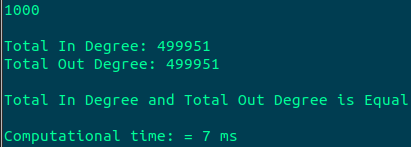 1000
Total In Degree: 499951
Total Out Degree: 499951
Total In Degree and Total Out Degree is Equal
Computational time: = 7 ms